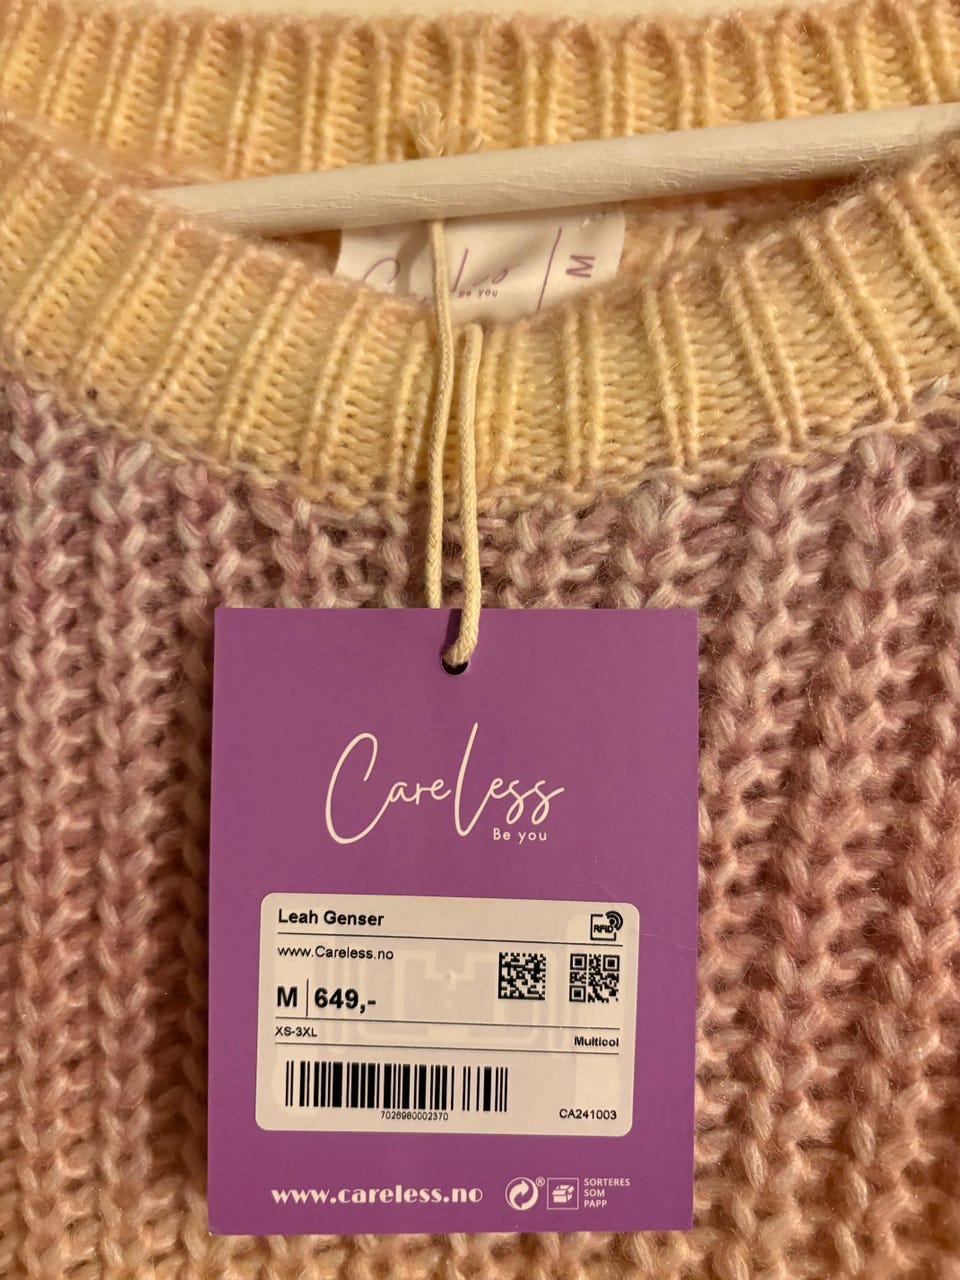 Less
Be you
M
CareLess
Be you
Leah Genser
RFID
www.Careless.no
M 649,-
XS-3XL
Multicol
7026980002370
CA241003
www.careless.no
®
SORTERES
SOM
PAPP